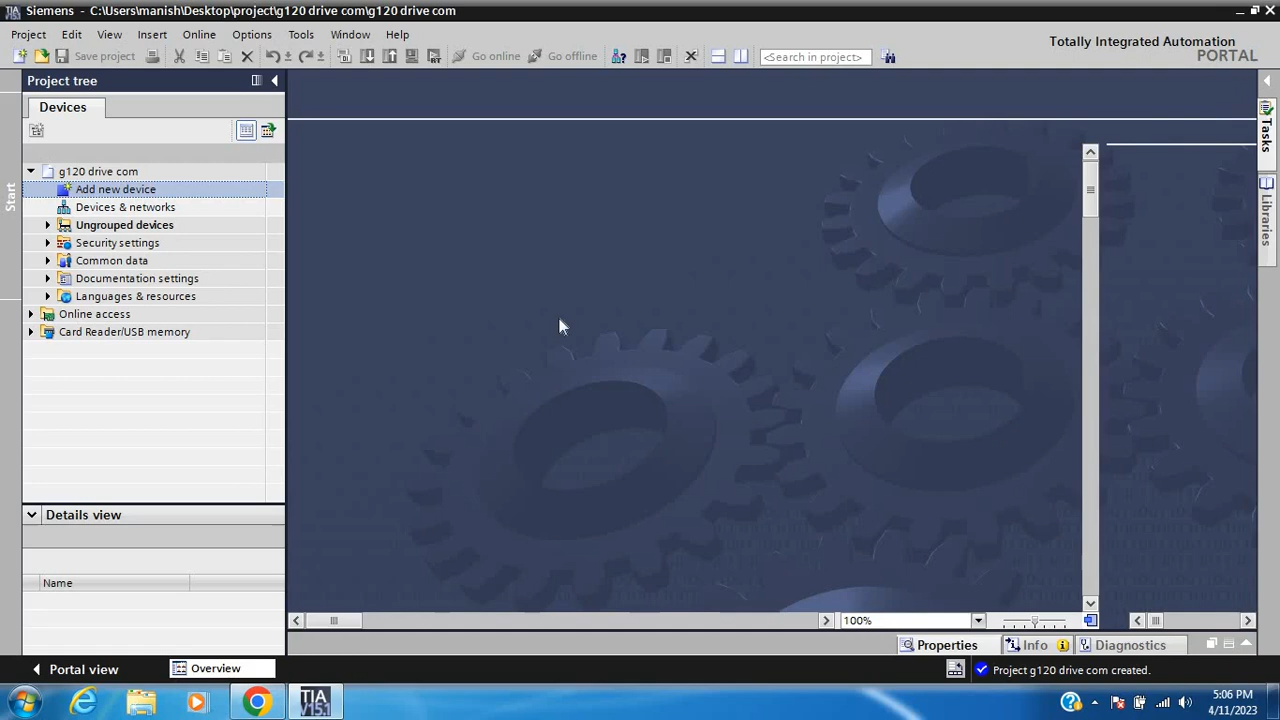 Siemens - C:\Users\manish\Desktop\project\g120 drive com\g120 drive com
Project Edit View Insert Online Options Tools Window Help
Totally Integrated Automation
PORTAL
Save project
Go online
Go offline
<Search in project>
Project tree
Devices
Start
g120 drive com
Add new device
Devices & networks
Ungrouped devices
Security settings
Common data
Documentation settings
Languages & resources
Online access
Card Reader/USB memory
Tasks
Libraries
Details view
Name
100%
Properties
Info
Diagnostics
Portal view
Overview
Project g120 drive com created.
TIA
V15.1
5:06 PM
4/11/2023